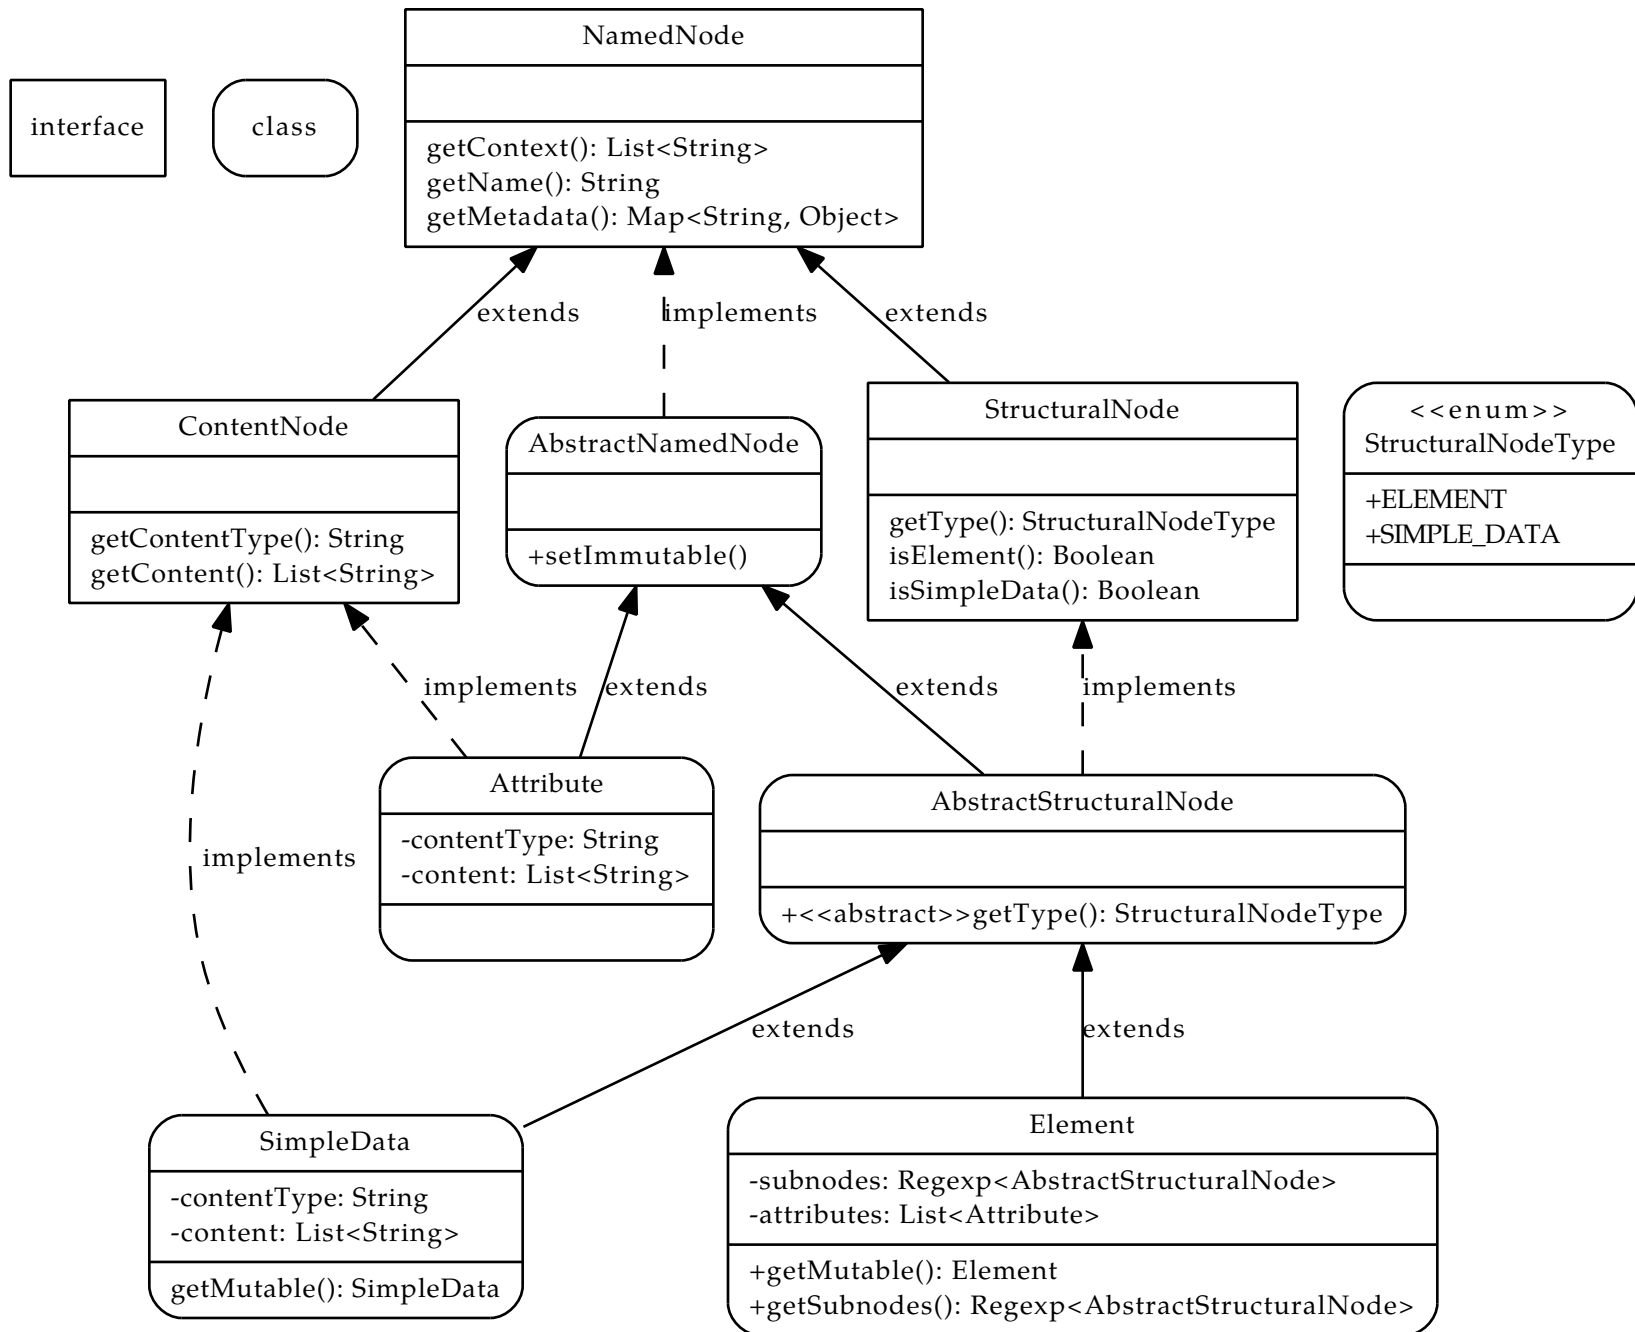 NamedNode
getContext(): List<String>
getName(): String
getMetadata(): Map<String, Object>
interface
class
extends
implements
extends
ContentNode
getContentType(): String
getContent(): List<String>
AbstractNamedNode
+setImmutable()
StructuralNode
getType(): StructuralNodeType
isElement(): Boolean
isSimpleData(): Boolean
<<enum>>
StructuralNodeType
+ELEMENT
+SIMPLE_DATA
implements
extends
extends
implements
Attribute
-contentType: String
-content: List<String>
AbstractStructuralNode
+<<abstract>>getType(): StructuralNodeType
implements
extends
extends
SimpleData
-contentType: String
-content: List<String>
getMutable(): SimpleData
Element
-subnodes: Regexp<AbstractStructuralNode>
-attributes: List<Attribute>
+getMutable(): Element
+getSubnodes(): Regexp<AbstractStructuralNode>